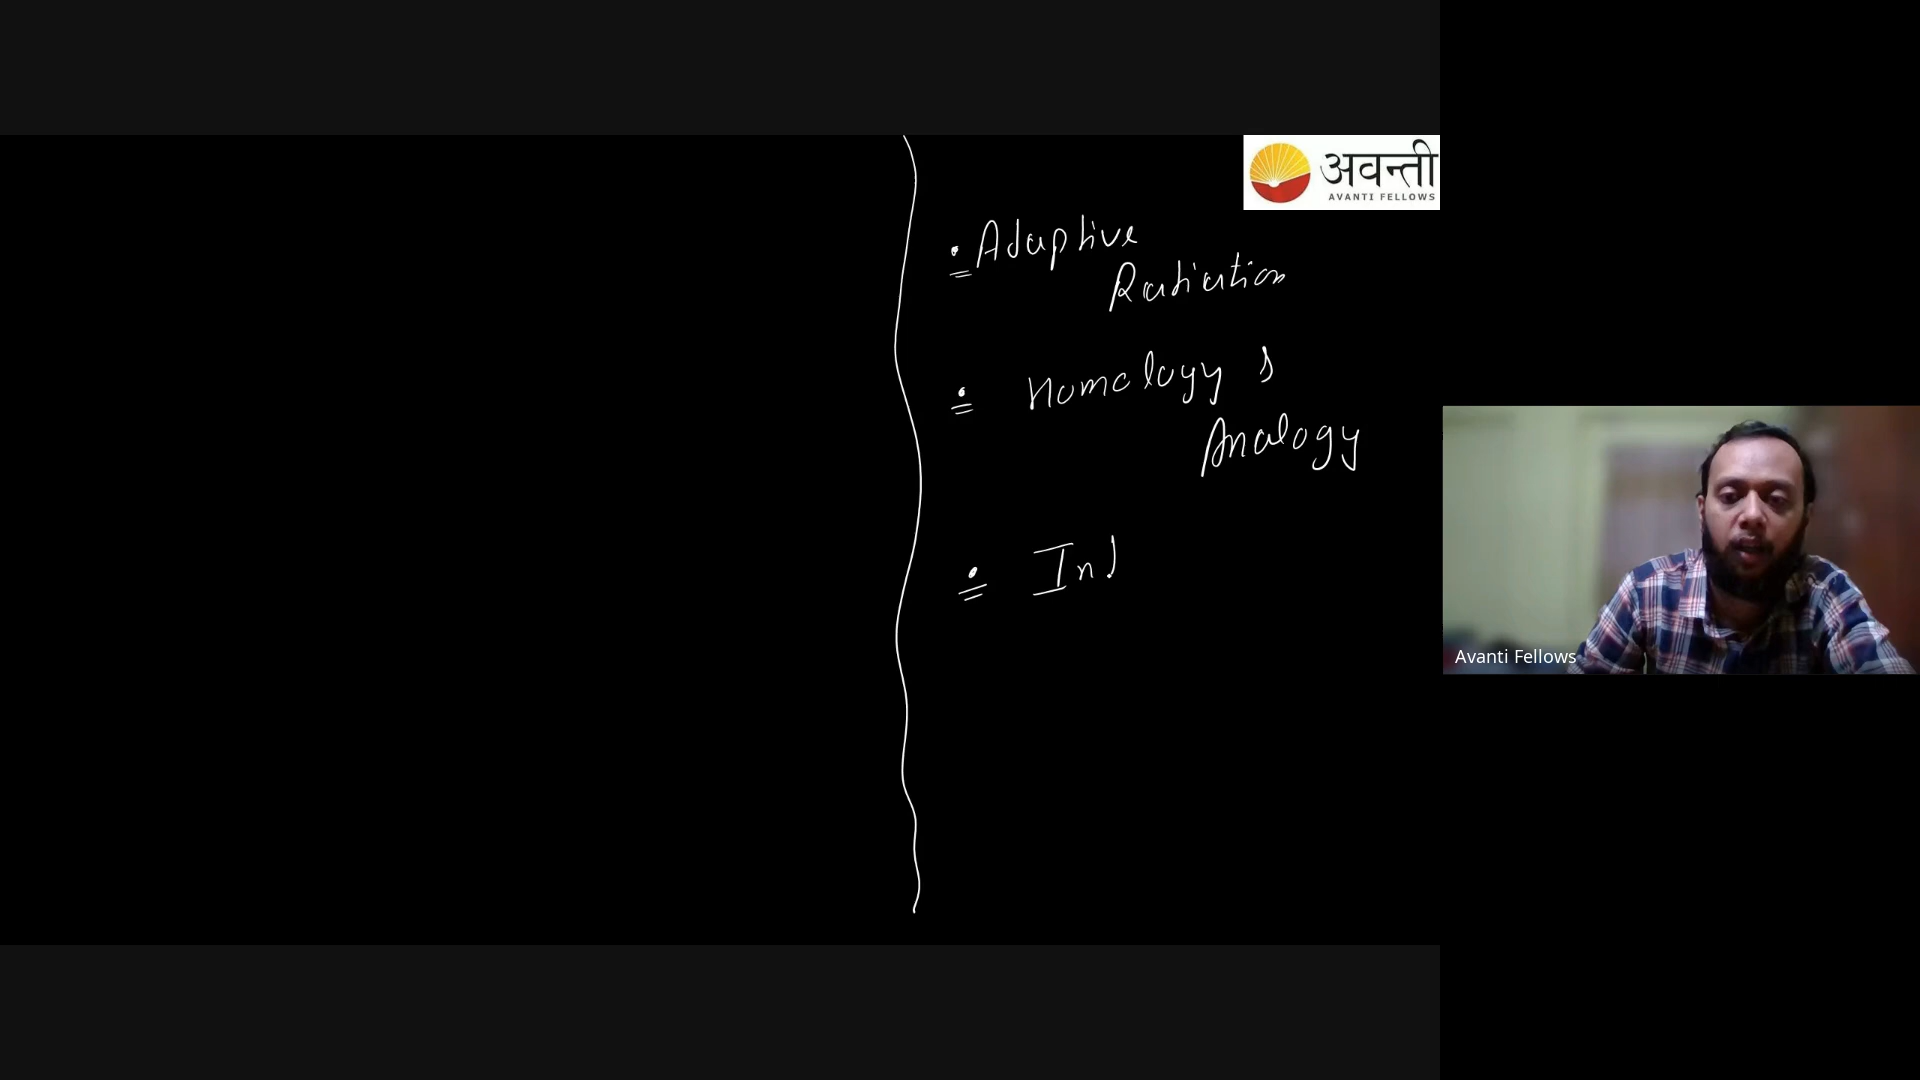 अवन्ती
AVANTI FELLOWS
Adaptive
Radiation
Homology &
Analogy
Ind
Avanti Fellows